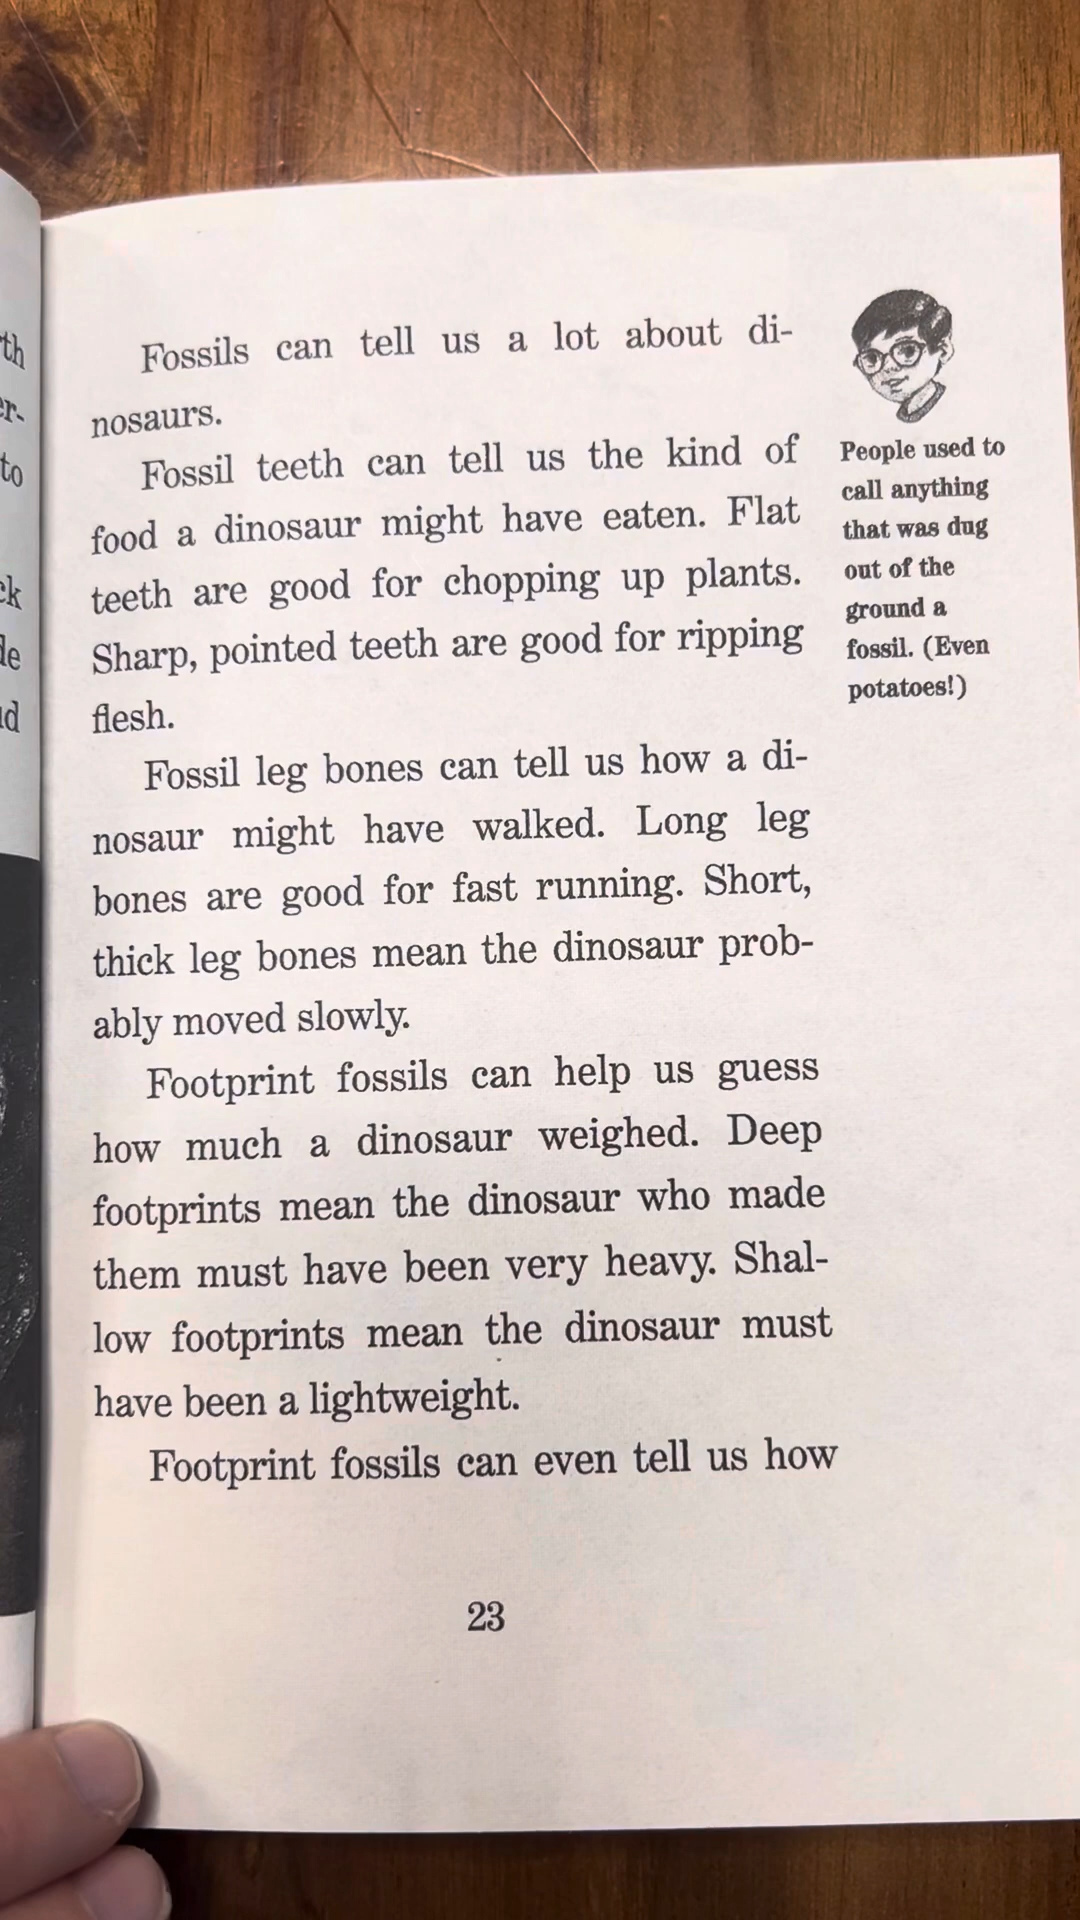 Fossils can tell us a lot about di-
nosaurs.
Fossil teeth can tell us the kind of
food a dinosaur might have eaten. Flat
teeth are good for chopping up plants.
Sharp, pointed teeth are good for ripping
flesh.
Fossil leg bones can tell us how a di-
nosaur might have walked. Long leg
bones are good for fast running. Short,
thick leg bones mean the dinosaur prob-
ably moved slowly.
Footprint fossils can help us guess
how much a dinosaur weighed. Deep
footprints mean the dinosaur who made
them must have been very heavy. Shal-
low footprints mean the dinosaur must
have been a lightweight.
Footprint fossils can even tell us how
People used to
call anything
that was dug
out of the
ground a
fossil. (Even
potatoes!)
23